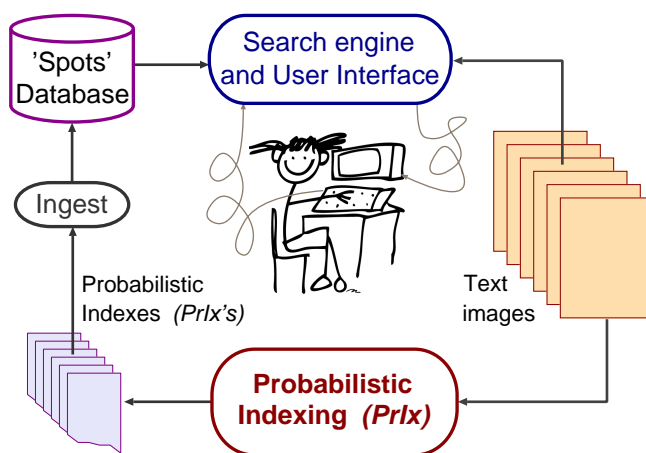 'Spots'
Database
Search engine
and User Interface
Ingest
Probabilistic
Indexes (PrIx's)
Text
images
Probabilistic
Indexing (PrIx)